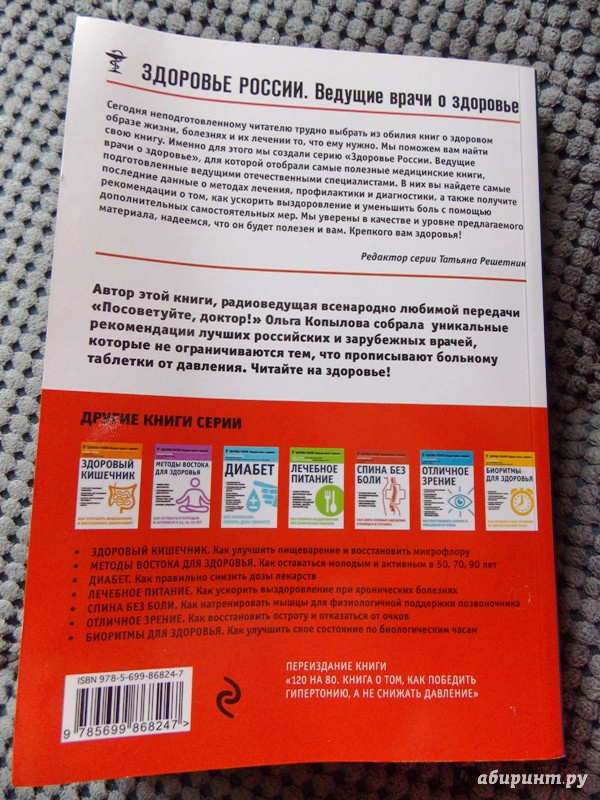 ЗДОРОВЬЕ РОССИИ. Ведущие врачи о здоровье
Сегодня неподготовленному читателю трудно выбрать из обилия книг о здоровом
образе жизни, болезнях и их лечении то, что ему нужно. Мы поможем вам найти
свою книгу. Именно для этого мы создали серию «Здоровье России. Ведущие
врачи о здоровье», для которой отобрали самые полезные медицинские книги,
подготовленные ведущими отечественными специалистами. В них вы найдете самые
последние данные о методах лечения, профилактики и диагностики, а также получите
рекомендации о том, как ускорить выздоровление и уменьшить боль с помощью
дополнительных самостоятельных мер. Мы уверены в качестве и уровне предлагаемого
материала, надеемся, что он будет полезен и вам. Крепкого вам здоровья!
Редактор серии Татьяна Решетник
Автор этой книги, радиоведущая всенародно любимой передачи
«Посоветуйте, доктор!» Ольга Копылова собрала уникальные
рекомендации лучших российских и зарубежных врачей,
которые не ограничиваются тем, что прописывают больному
таблетки от давления. Читайте на здоровье!
ДРУГИЕ КНИГИ СЕРИИ
ЗДОРОВЫЙ
КИШЕЧНИК
МЕТОДЫ ВОСТОКА
ДЛЯ ЗДОРОВЬЯ
ДИАБЕТ
ЛЕЧЕБНОЕ
ПИТАНИЕ
СПИНА БЕЗ
БОЛИ
ОТЛИЧНОЕ
ЗРЕНИЕ
БИОРИТМЫ
ДЛЯ ЗДОРОВЬЯ
• ЗДОРОВЫЙ КИШЕЧНИК. Как улучшить пищеварение и восстановить микрофлору
• МЕТОДЫ ВОСТОКА ДЛЯ ЗДОРОВЬЯ. Как оставаться молодым и активным в 50, 70, 90 лет
• ДИАБЕТ. Как правильно снизить дозы лекарств
• ЛЕЧЕБНОЕ ПИТАНИЕ. Как ускорить выздоровление при хронических болезнях
• СПИНА БЕЗ БОЛИ. Как натренировать мышцы для физиологичной поддержки позвоночника
• ОТЛИЧНОЕ ЗРЕНИЕ. Как восстановить остроту и отказаться от очков
• БИОРИТМЫ ДЛЯ ЗДОРОВЬЯ. Как улучшить свое состояние по биологическим часам
ISBN 978-5-699-86824-7
9 785699 868247 >
ПЕРЕИЗДАНИЕ КНИГИ
«120 НА 80. КНИГА О ТОМ, КАК ПОБЕДИТЬ
ГИПЕРТОНИЮ, А НЕ СНИЖАТЬ ДАВЛЕНИЕ»
абиринт.ру